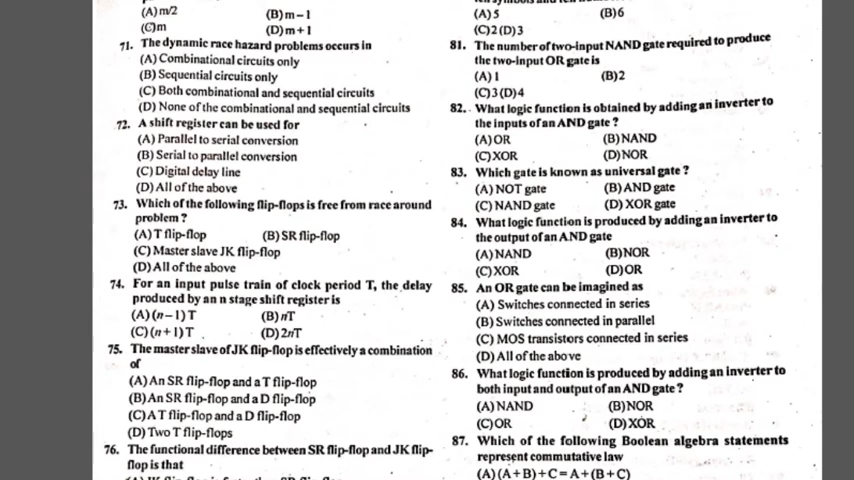 (A) m/2 (B) m – 1
(C) m (D) m + 1
71. The dynamic race hazard problems occurs in
(A) Combinational circuits only
(B) Sequential circuits only
(C) Both combinational and sequential circuits
(D) None of the combinational and sequential circuits
72. A shift register can be used for
(A) Parallel to serial conversion
(B) Serial to parallel conversion
(C) Digital delay line
(D) All of the above
73. Which of the following flip-flops is free from race around
problem ?
(A) T flip-flop (B) SR flip-flop
(C) Master slave JK flip-flop
(D) All of the above
74. For an input pulse train of clock period T, the delay
produced by an n stage shift register is
(A) (n – 1) T (B) nT
(C) (n + 1) T (D) 2nT
75. The master slave of JK flip-flop is effectively a combination
of
(A) An SR flip-flop and a T flip-flop
(B) An SR flip-flop and a D flip-flop
(C) A T flip-flop and a D flip-flop
(D) Two T flip-flops
76. The functional difference between SR flip-flop and JK flip-
flop is that
(A) 5 (B) 6
(C) 2 (D) 3
81. The number of two-input NAND gate required to produce
the two-input OR gate is
(A) 1 (B) 2
(C) 3 (D) 4
82. What logic function is obtained by adding an inverter to
the inputs of an AND gate ?
(A) OR (B) NAND
(C) XOR (D) NOR
83. Which gate is known as universal gate ?
(A) NOT gate (B) AND gate
(C) NAND gate (D) XOR gate
84. What logic function is produced by adding an inverter to
the output of an AND gate
(A) NAND (B) NOR
(C) XOR (D) OR
85. An OR gate can be imagined as
(A) Switches connected in series
(B) Switches connected in parallel
(C) MOS transistors connected in series
(D) All of the above
86. What logic function is produced by adding an inverter to
both input and output of an AND gate ?
(A) NAND (B) NOR
(C) OR (D) XOR
87. Which of the following Boolean algebra statements
represent commutative law
(A) (A + B) + C = A + (B + C)